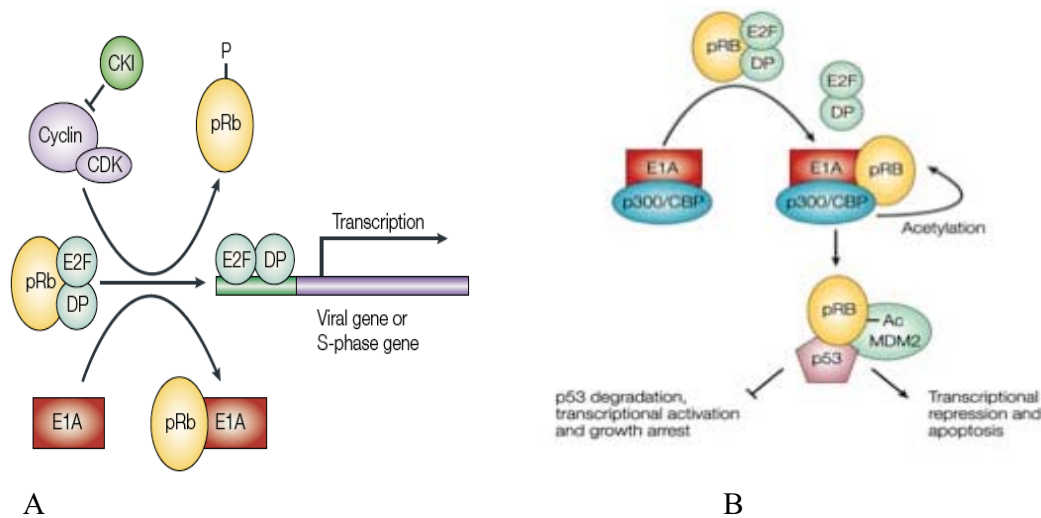 CKI
P
Cyclin
CDK
pRb
Transcription
pRb
E2F
DP
E2F
DP
Viral gene or
S-phase gene
E1A
pRb
E1A
A
pRB
E2F
DP
E2F
DP
E1A
p300/CBP
E1A
pRB
p300/CBP
Acetylation
pRB
Ac
MDM2
p53
p53 degradation,
transcriptional activation
and growth arrest
Transcriptional
repression and
apoptosis
B